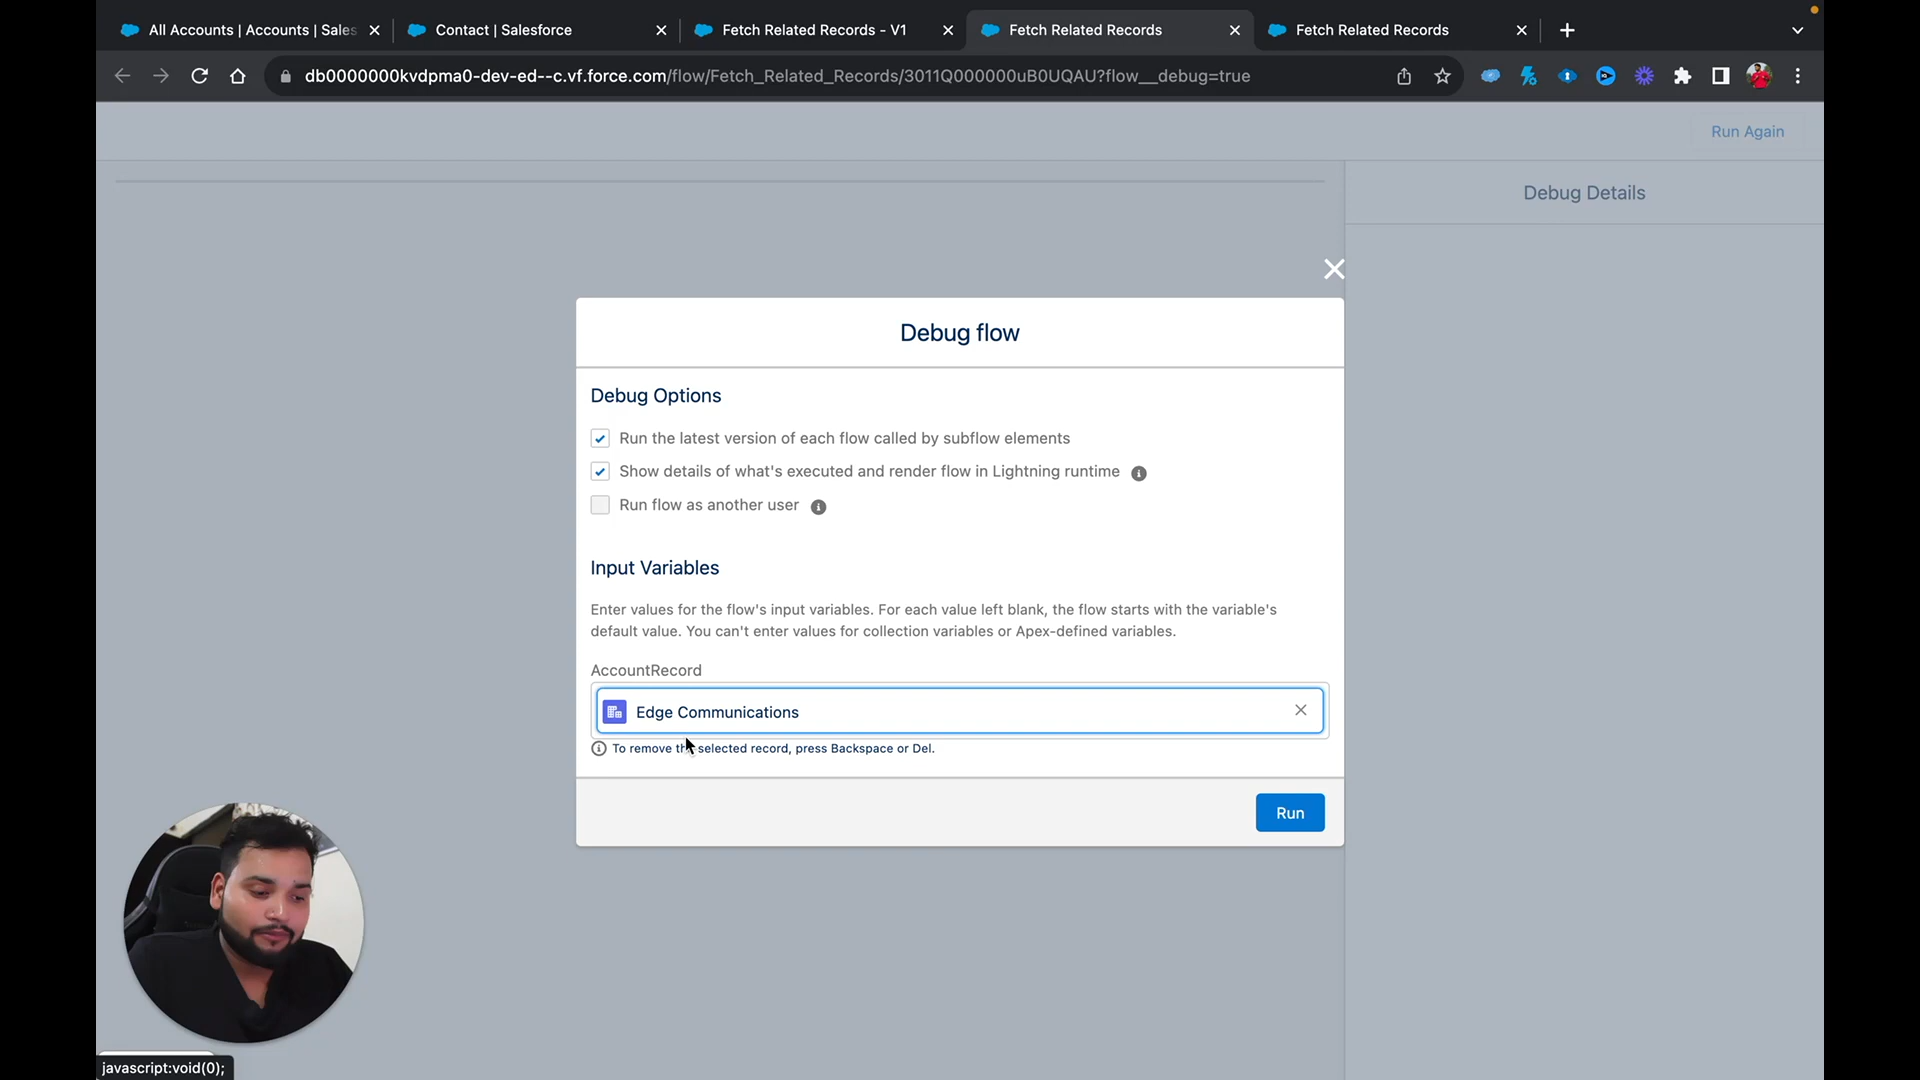 All Accounts | Accounts | Sales
Contact | Salesforce
Fetch Related Records - V1
Fetch Related Records
Fetch Related Records
db0000000kvdpma0-dev-ed--c.vf.force.com/flow/Fetch_Related_Records/3011Q000000uB0UQAU?flow__debug=true
Run Again
Debug Details
Debug flow
Debug Options
Run the latest version of each flow called by subflow elements
Show details of what's executed and render flow in Lightning runtime
Run flow as another user
Input Variables
Enter values for the flow's input variables. For each value left blank, the flow starts with the variable's
default value. You can't enter values for collection variables or Apex-defined variables.
AccountRecord
Edge Communications
To remove the selected record, press Backspace or Del.
Run
javascript:void(0);